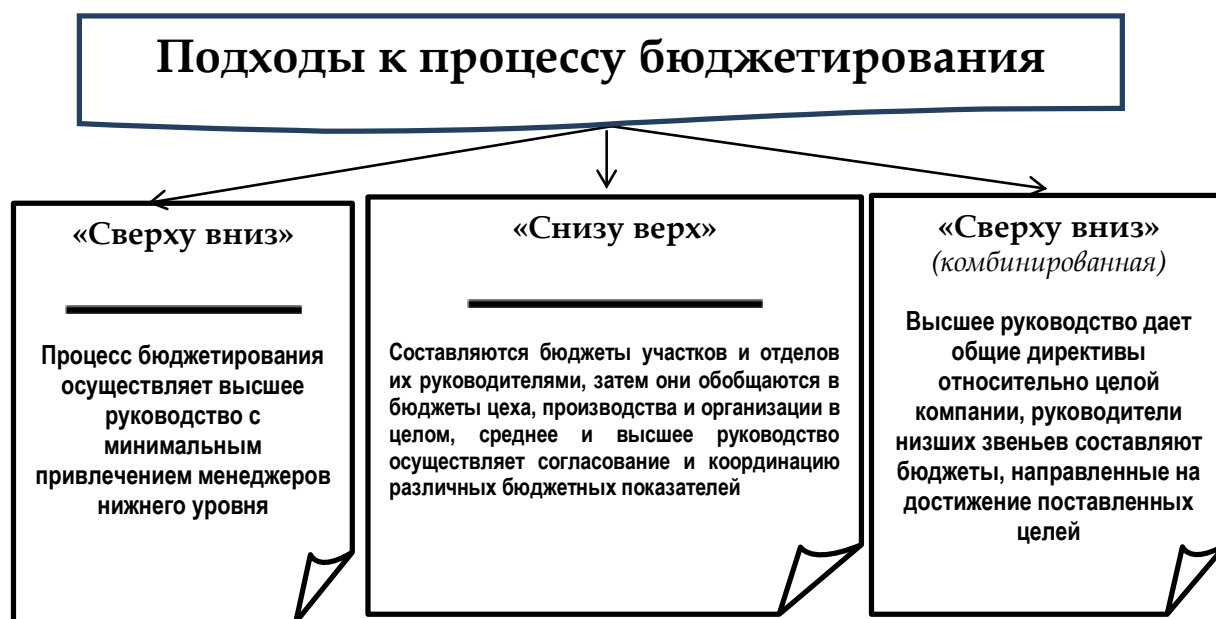 Подходы к процессу бюджетирования
«Сверху вниз»
Процесс бюджетирования
осуществляет высшее
руководство с
минимальным
привлечением менеджеров
нижнего уровня
«Снизу верх»
Составляются бюджеты участков и отделов
их руководителями, затем они обобщаются в
бюджеты цеха, производства и организации в
целом, среднее и высшее руководство
осуществляет согласование и координацию
различных бюджетных показателей
«Сверху вниз»
(комбинированная)
Высшее руководство дает
общие директивы
относительно целой
компании, руководители
низших звеньев составляют
бюджеты, направленные на
достижение поставленных
целей